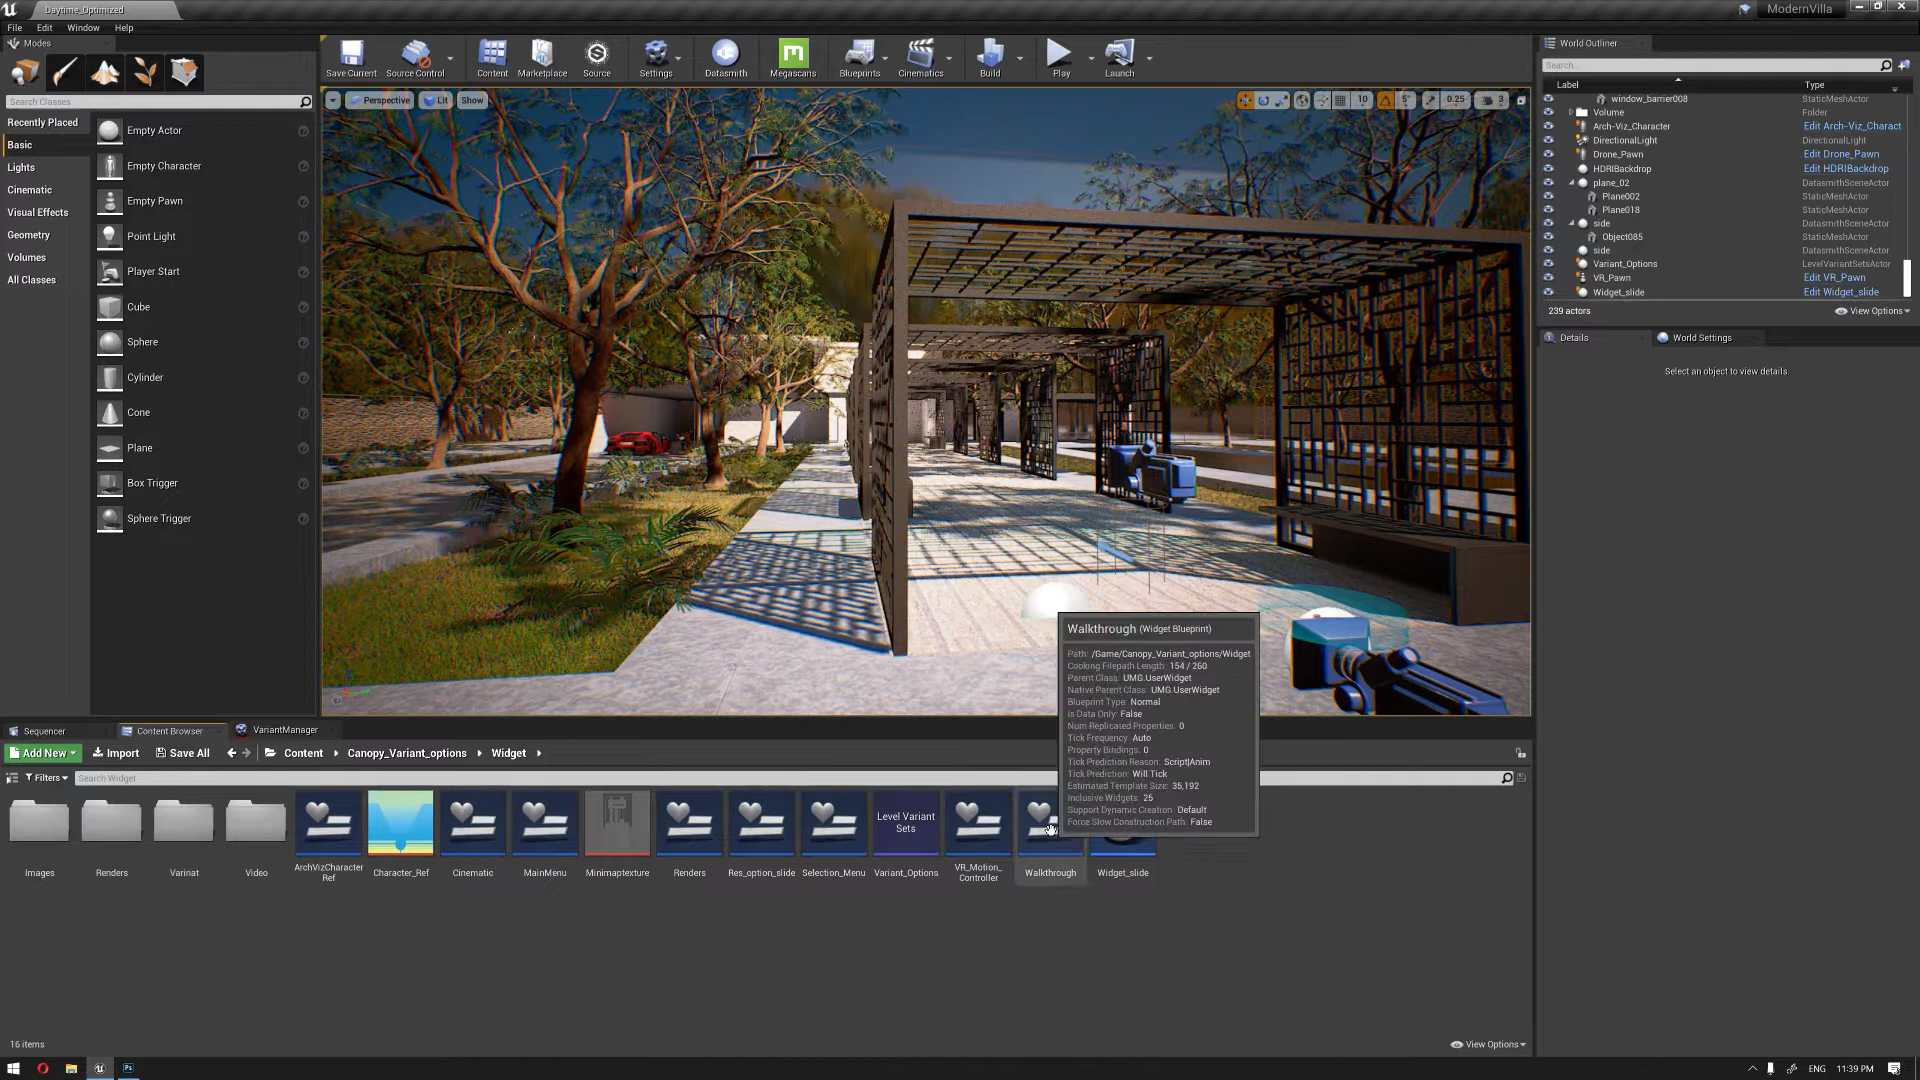 Daytime_Optimized
ModernVilla
File Edit Window Help
Modes
World Outliner
Save Current
Source Control
Content
Marketplace
Source
Settings
Datasmith
Megascans
Blueprints
Cinematics
Build
Play
Launch
Search Classes
Search...
Label
Type
Perspective
Lit
Show
10
5°
0.25
3
Recently Placed
Basic
Lights
Cinematic
Visual Effects
Geometry
Volumes
All Classes
Empty Actor
Empty Character
Empty Pawn
Point Light
Player Start
Cube
Sphere
Cylinder
Cone
Plane
Box Trigger
Sphere Trigger
window_barrier008 StaticMeshActor
Volume Folder
Arch-Viz_Character Edit Arch-Viz_Charact
DirectionalLight DirectionalLight
Drone_Pawn Edit Drone_Pawn
HDRIBackdrop Edit HDRIBackdrop
plane_02 DatasmithSceneActor
Plane002 StaticMeshActor
Plane018 StaticMeshActor
side DatasmithSceneActor
Object085 StaticMeshActor
side DatasmithSceneActor
Variant_Options LevelVariantSetsActor
VR_Pawn Edit VR_Pawn
Widget_slide Edit Widget_slide
239 actors
View Options
Details
World Settings
Select an object to view details.
Walkthrough (Widget Blueprint)
Path: /Game/Canopy_Variant_options/Widget
Cooking Filepath Length: 154 / 260
Parent Class: UMG.UserWidget
Native Parent Class: UMG.UserWidget
Blueprint Type: Normal
Is Data Only: False
Num Replicated Properties: 0
Tick Frequency: Auto
Property Bindings: 0
Tick Prediction Reason: Script|Anim
Tick Prediction: Will Tick
Estimated Template Size: 35,192
Inclusive Widgets: 25
Support Dynamic Creation: Default
Force Slow Construction Path: False
Sequencer
Content Browser
VariantManager
Add New
Import
Save All
Content
Canopy_Variant_options
Widget
Filters
Search Widget
Level Variant
Sets
Images
Renders
Varinat
Video
ArchVizCharacter
Ref
Character_Ref
Cinematic
MainMenu
Minimaptexture
Renders
Res_option_slide
Selection_Menu
Variant_Options
VR_Motion_
Controller
Walkthrough
Widget_slide
16 items
View Options
Ps
ENG
11:39 PM